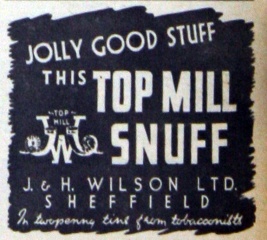 JOLLY GOOD STUFF
THIS TOP MILL
TOP
MILL
SNUFF
J. & H. WILSON LTD.
SHEFFIELD
In twopenny tins from tobacconists